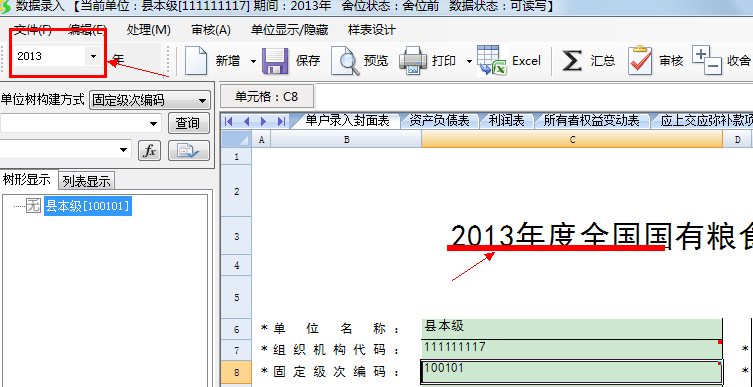 数据录入 【当前单位：县本级[111111117] 期间：2013年 舍位状态：舍位前 数据状态：可读写】
文件(F) 编辑(E) 处理(M) 审核(A) 单位显示/隐藏 样表设计
2013 年 新增 保存 预览 打印 Excel 汇总 审核 收舍
单位树构建方式 固定级次编码 单元格：C8
查询 单户录入封面表 资产负债表 利润表 所有者权益变动表 应上交应弥补款项
fx
A B C D
树形显示 列表显示
无 县本级[100101]
1
2
3 2013年度全国国有粮食
4
5
6 *单位名称： 县本级
7 *组织机构代码： 111111117 *
8 *固定级次编码： 100101 *